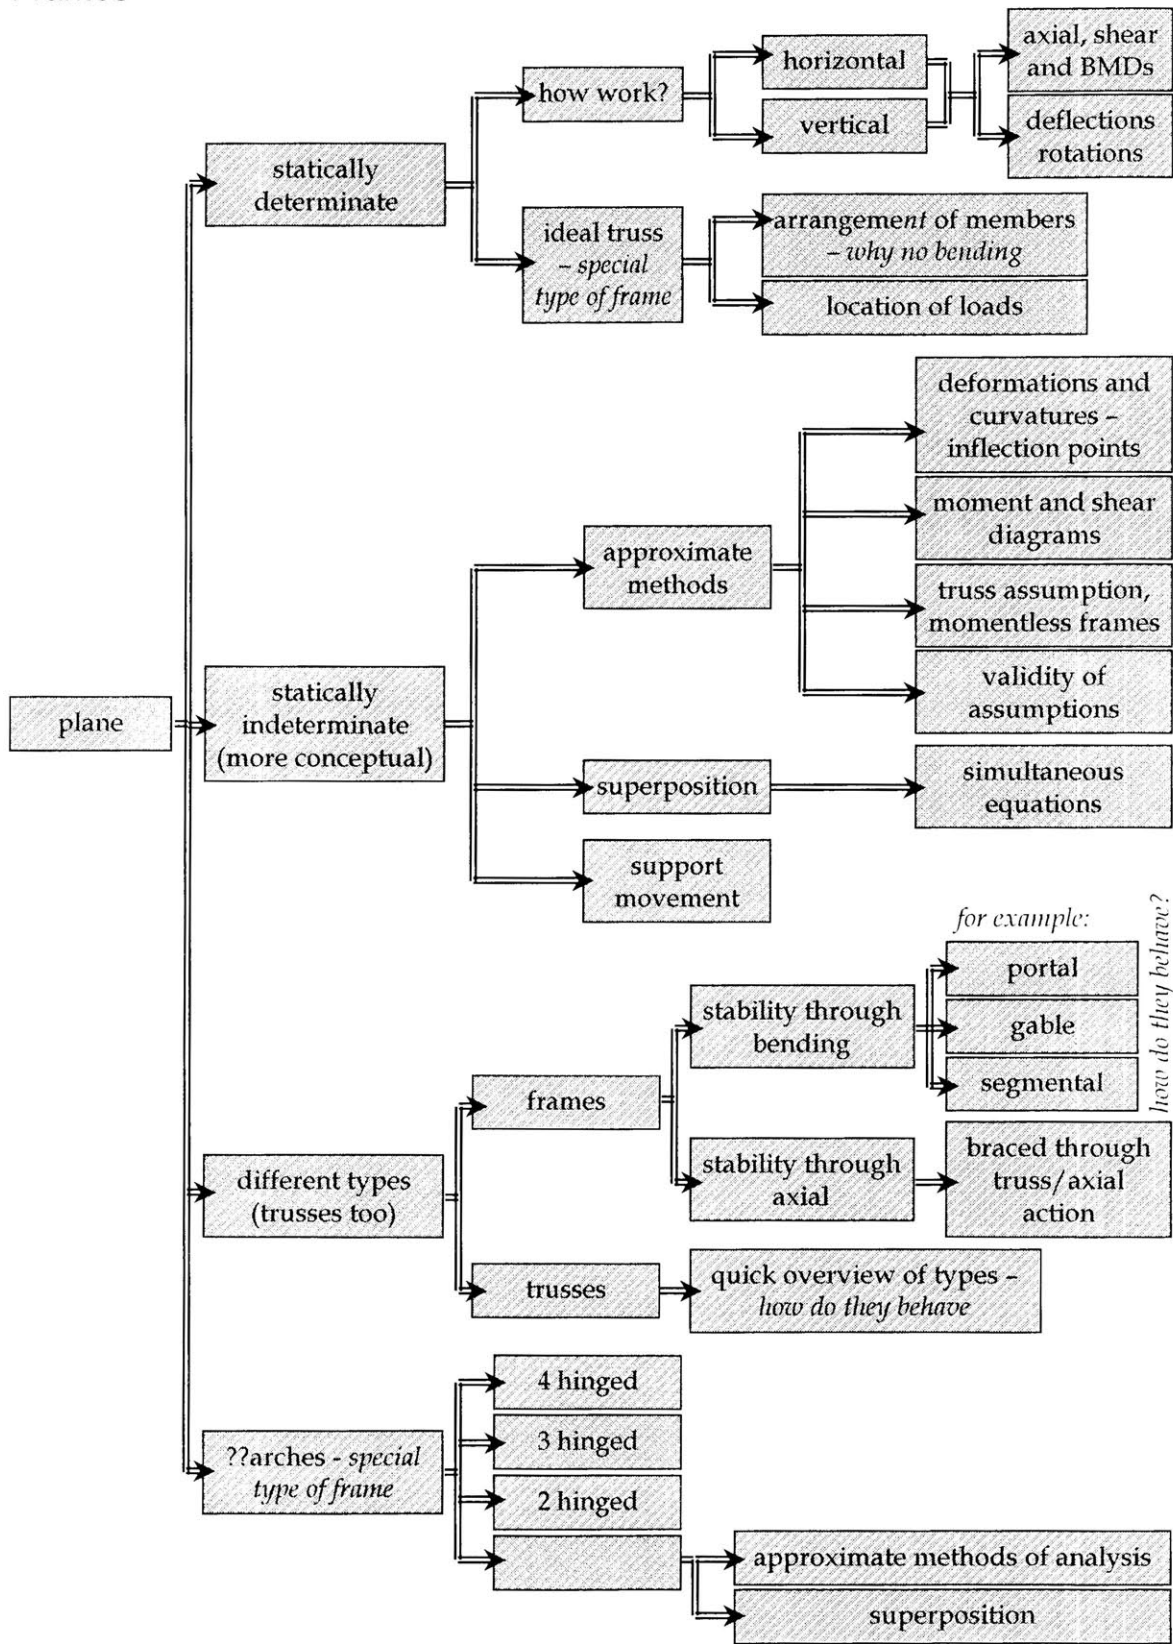 how work?
horizontal
vertical
axial, shear
and BMDs
deflections
rotations
statically
determinate
ideal truss
– special
type of frame
arrangement of members
– why no bending
location of loads
deformations and
curvatures –
inflection points
moment and shear
diagrams
approximate
methods
truss assumption,
momentless frames
validity of
assumptions
plane
statically
indeterminate
(more conceptual)
superposition
simultaneous
equations
support
movement
for example:
how do they behave?
portal
stability through
bending
gable
segmental
frames
different types
(trusses too)
stability through
axial
braced through
truss/axial
action
trusses
quick overview of types –
how do they behave
4 hinged
3 hinged
??arches - special
type of frame
2 hinged
approximate methods of analysis
superposition